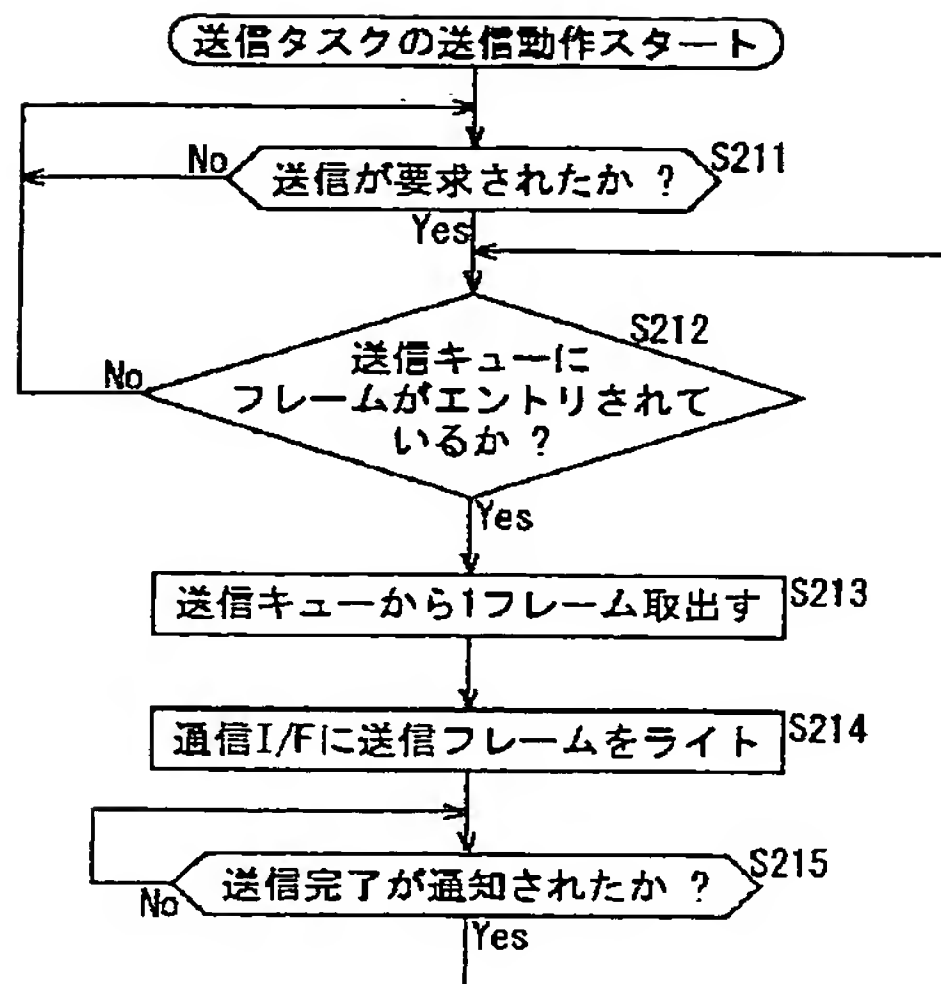 送信タスクの送信動作スタート
No
送信が要求されたか ?
S211
Yes
S212
送信キューに
フレームがエントリされて
いるか ?
No
Yes
送信キューから1フレーム取出す
S213
通信I/Fに送信フレームをライト
S214
送信完了が通知されたか ?
S215
No
Yes